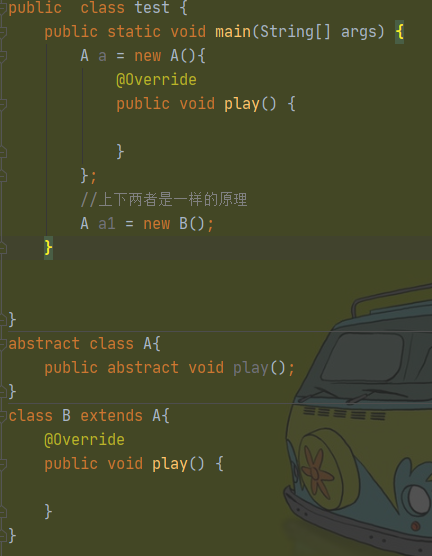 public  class test {
    public static void main(String[] args) {
        A a = new A(){
            @Override
            public void play() {

            }
        };
        //上下两者是一样的原理
        A a1 = new B();
    }


}
abstract class A{
    public abstract void play();
}
class B extends A{
    @Override
    public void play() {

    }
}